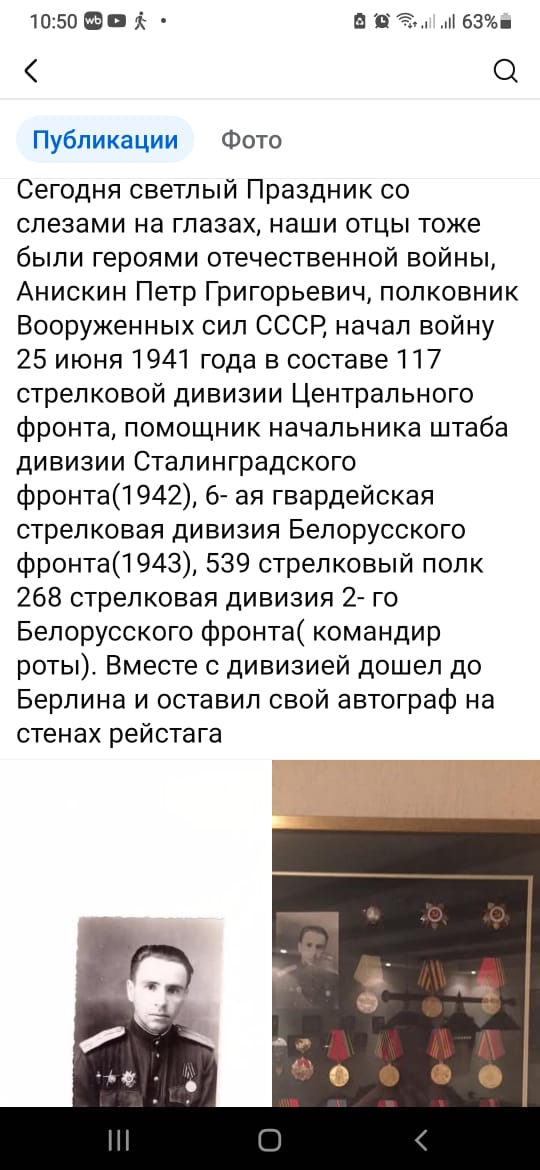 10:50 wb 63%
Публикации Фото
Сегодня светлый Праздник со
слезами на глазах, наши отцы тоже
были героями отечественной войны,
Анискин Петр Григорьевич, полковник
Вооруженных сил СССР, начал войну
25 июня 1941 года в составе 117
стрелковой дивизии Центрального
фронта, помощник начальника штаба
дивизии Сталинградского
фронта(1942), 6- ая гвардейская
стрелковая дивизия Белорусского
фронта(1943), 539 стрелковый полк
268 стрелковая дивизия 2- го
Белорусского фронта( командир
роты). Вместе с дивизией дошел до
Берлина и оставил свой автограф на
стенах рейстага